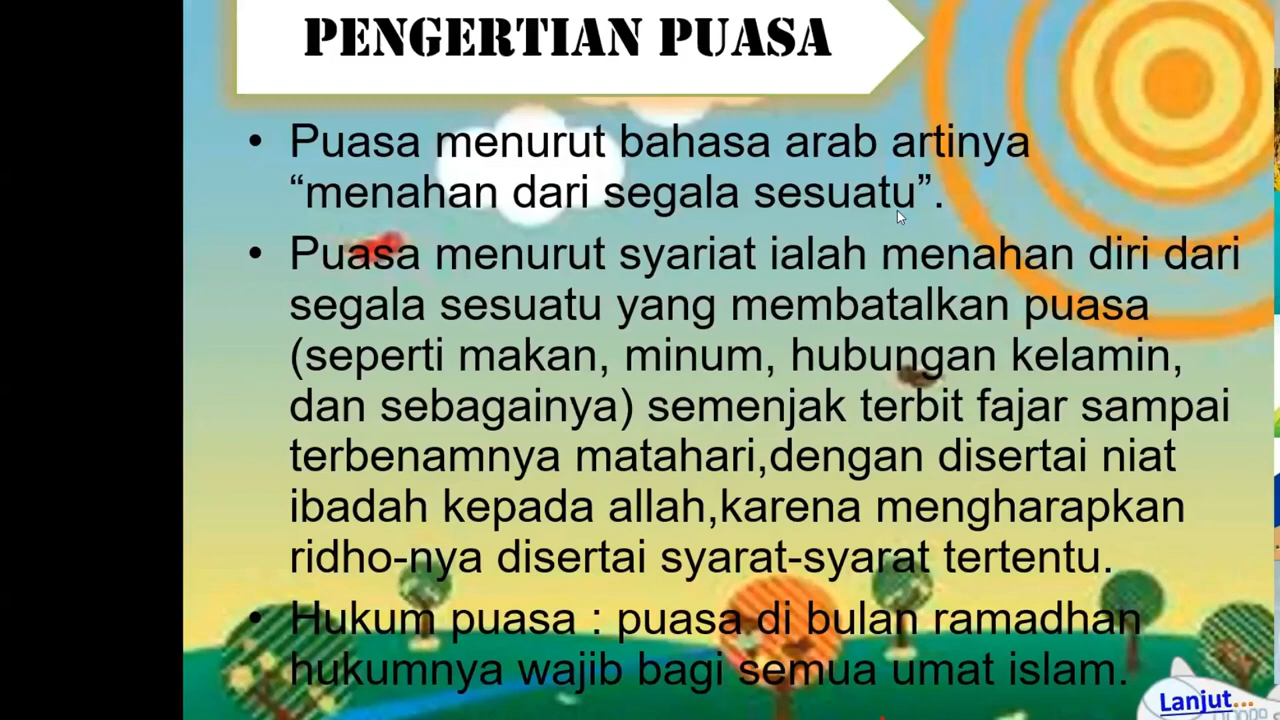 PENGERTIAN PUASA
• Puasa menurut bahasa arab artinya
“menahan dari segala sesuatu”.
• Puasa menurut syariat ialah menahan diri dari
segala sesuatu yang membatalkan puasa
(seperti makan, minum, hubungan kelamin,
dan sebagainya) semenjak terbit fajar sampai
terbenamnya matahari,dengan disertai niat
ibadah kepada allah,karena mengharapkan
ridho-nya disertai syarat-syarat tertentu.
• Hukum puasa : puasa di bulan ramadhan
hukumnya wajib bagi semua umat islam.
Lanjut...